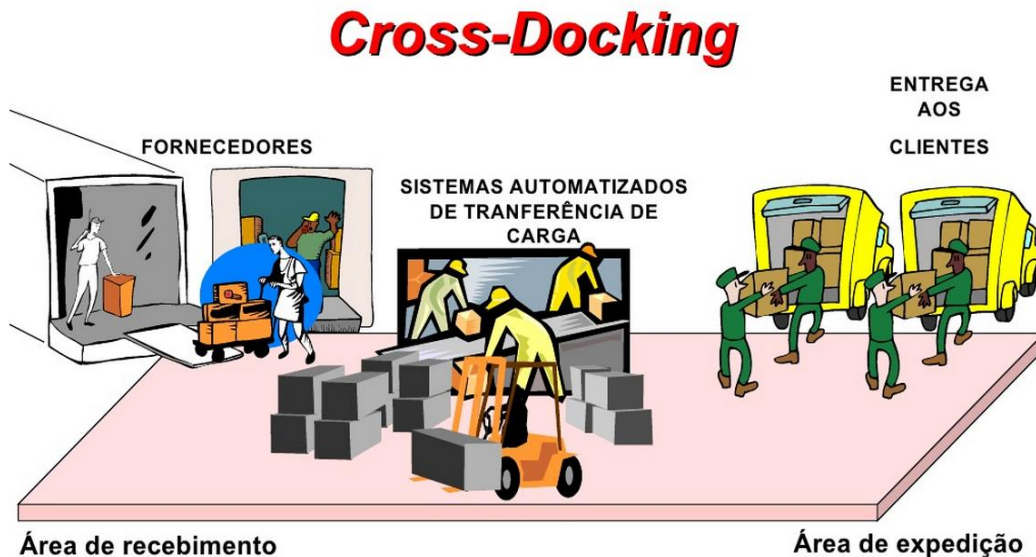 Cross-Docking
FORNECEDORES
SISTEMAS AUTOMATIZADOS
DE TRANFERÊNCIA DE
CARGA
ENTREGA
AOS
CLIENTES
Área de recebimento
Área de expedição